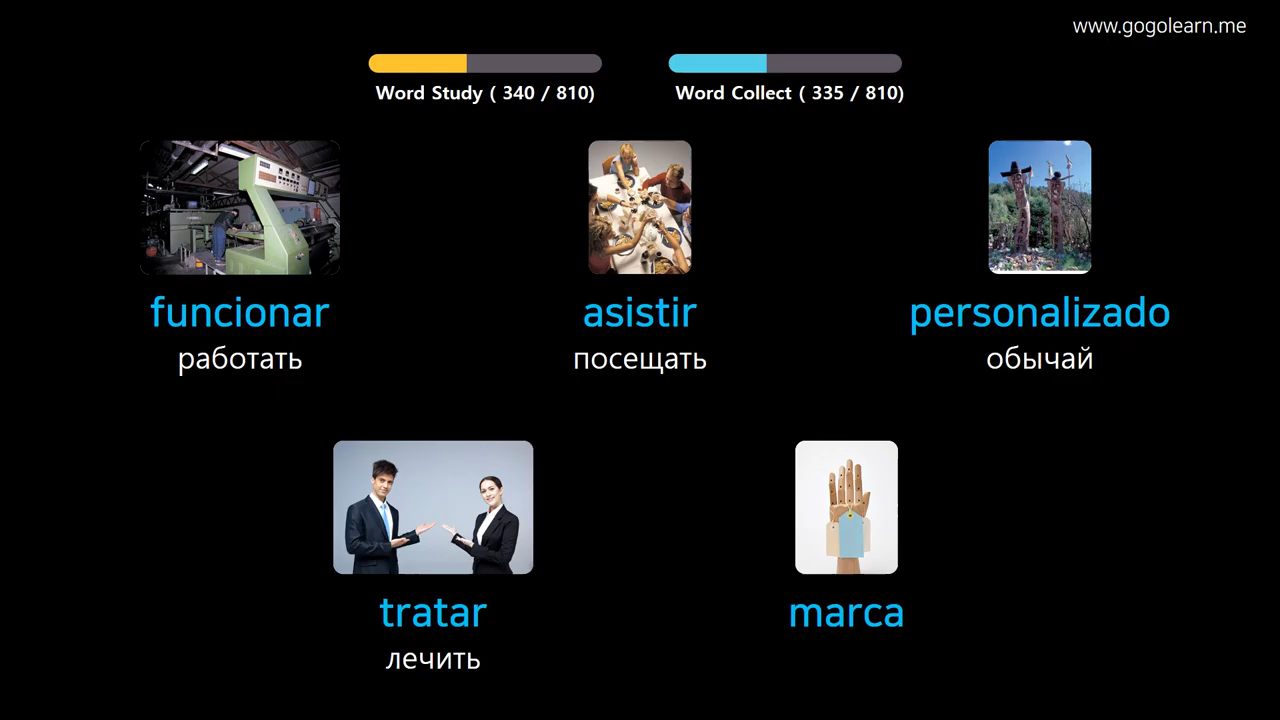 www.gogolearn.me
Word Study ( 340 / 810)
Word Collect ( 335 / 810)
funcionar
работать
asistir
посещать
personalizado
обычай
tratar
лечить
marca